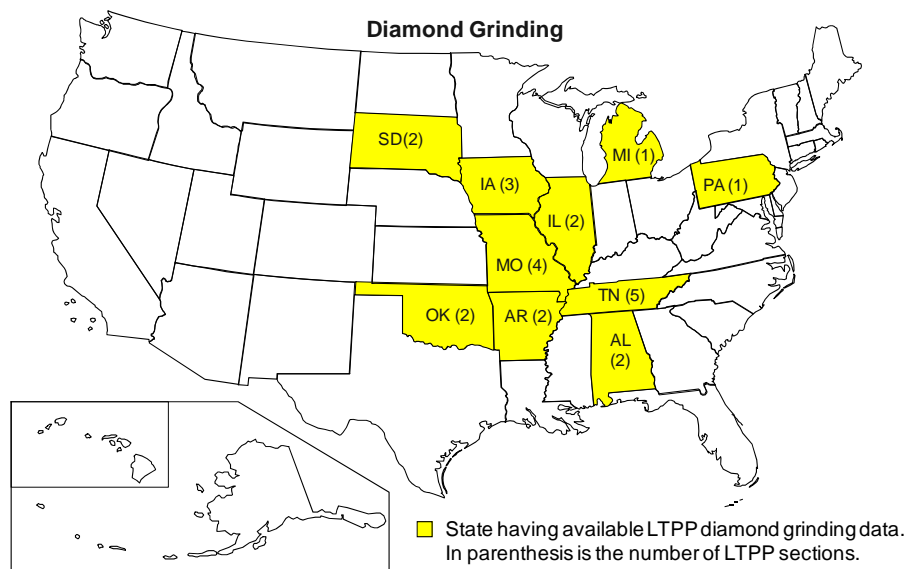 Diamond Grinding
SD(2)
MI (1)
IA (3)
PA (1)
IL (2)
MO (4)
TN (5)
OK (2)
AR (2)
AL
(2)
State having available LTPP diamond grinding data.
In parenthesis is the number of LTPP sections.